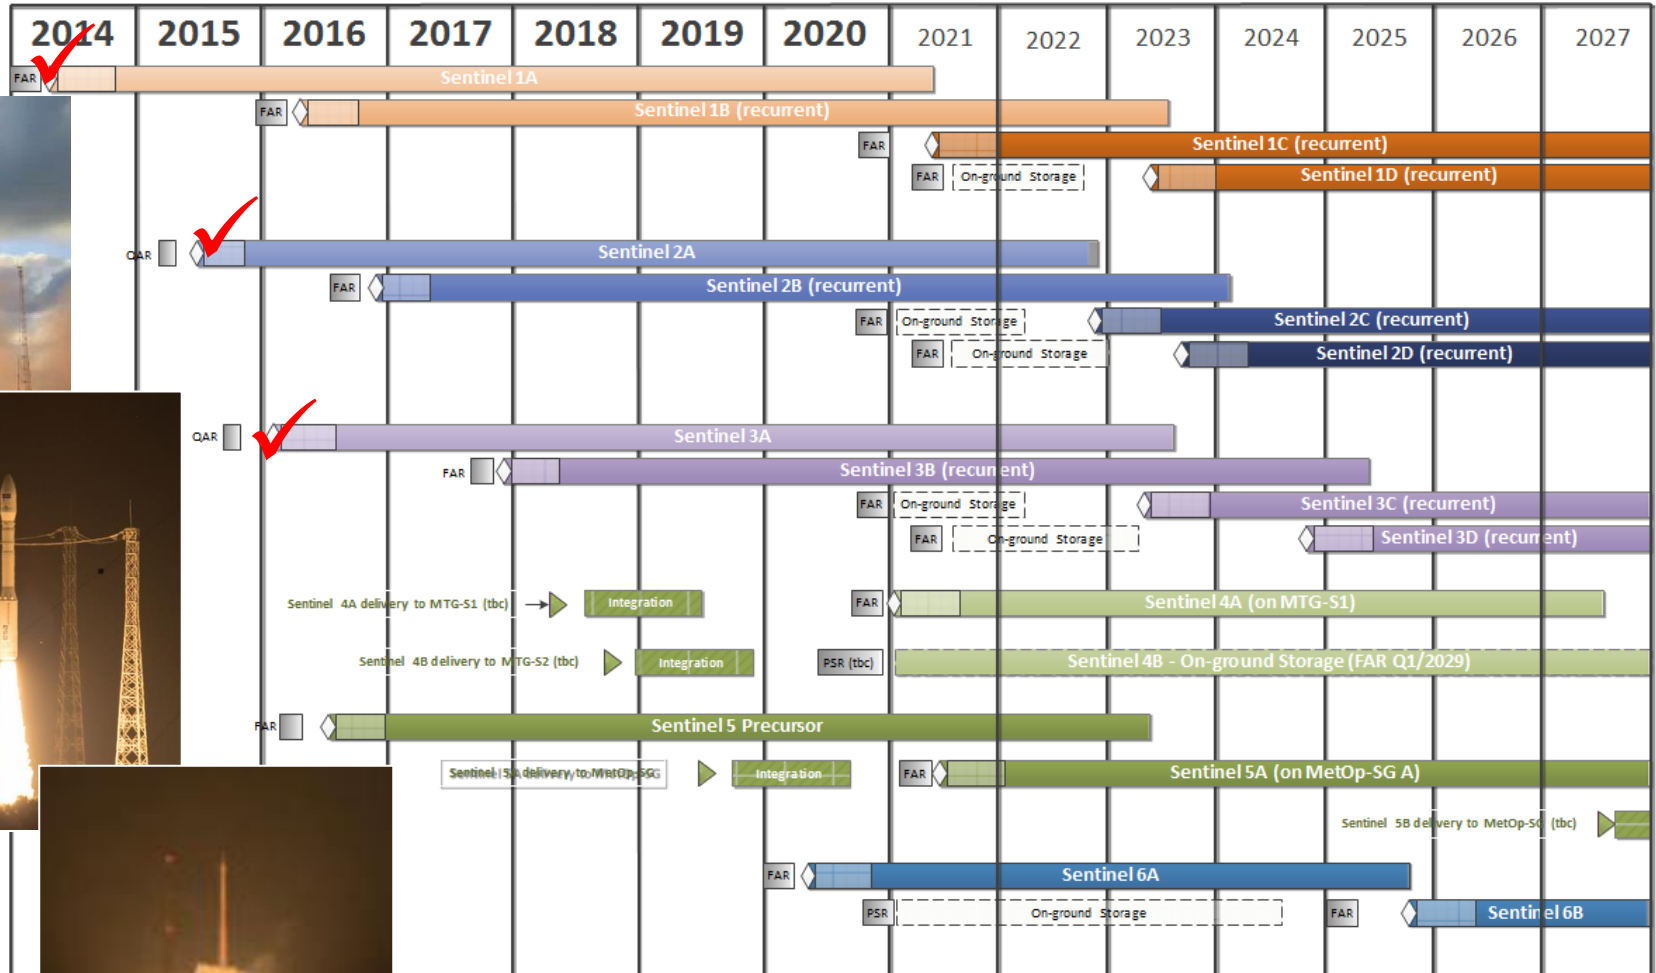 2014 2015 2016 2017 2018 2019 2020 2021 2022 2023 2024 2025 2026 2027
FAR Sentinel 1A
FAR Sentinel 1B (recurrent)
FAR Sentinel 1C (recurrent)
FAR On-ground Storage Sentinel 1D (recurrent)
QAR Sentinel 2A
FAR Sentinel 2B (recurrent)
FAR On-ground Storage Sentinel 2C (recurrent)
FAR On-ground Storage Sentinel 2D (recurrent)
QAR Sentinel 3A
FAR Sentinel 3B (recurrent)
FAR On-ground Storage Sentinel 3C (recurrent)
FAR On-ground Storage Sentinel 3D (recurrent)
Sentinel 4A delivery to MTG-S1 (tbc) Integration FAR Sentinel 4A (on MTG-S1)
Sentinel 4B delivery to MTG-S2 (tbc) Integration PSR (tbc) Sentinel 4B - On-ground Storage (FAR Q1/2029)
esa
FAR Sentinel 5 Precursor
Sentinel 5A delivery to MetOp-SG Integration FAR Sentinel 5A (on MetOp-SG A)
Sentinel 5B delivery to MetOp-SG (tbc)
FAR Sentinel 6A
PSR On-ground Storage FAR Sentinel 6B